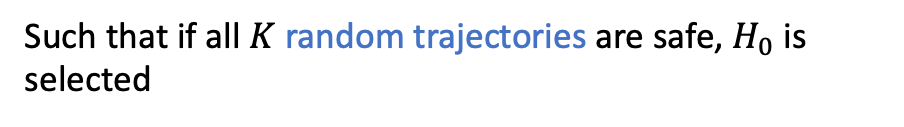 Such that if all K random trajectories are safe, H₀ is
selected